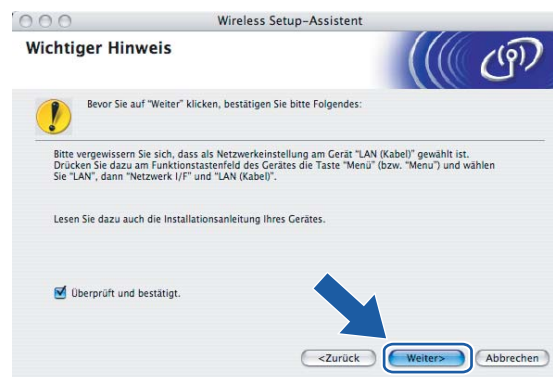 Wireless Setup-Assistent
Wichtiger Hinweis
Bevor Sie auf "Weiter" klicken, bestätigen Sie bitte Folgendes:
Bitte vergewissern Sie sich, dass als Netzwerkeinstellung am Gerät "LAN (Kabel)" gewählt ist.
Drücken Sie dazu am Funktionstastenfeld des Gerätes die Taste "Menü" (bzw. "Menu") und wählen
Sie "LAN", dann "Netzwerk I/F" und "LAN (Kabel)".
Lesen Sie dazu auch die Installationsanleitung Ihres Gerätes.
Überprüft und bestätigt.
<Zurück Weiter> Abbrechen